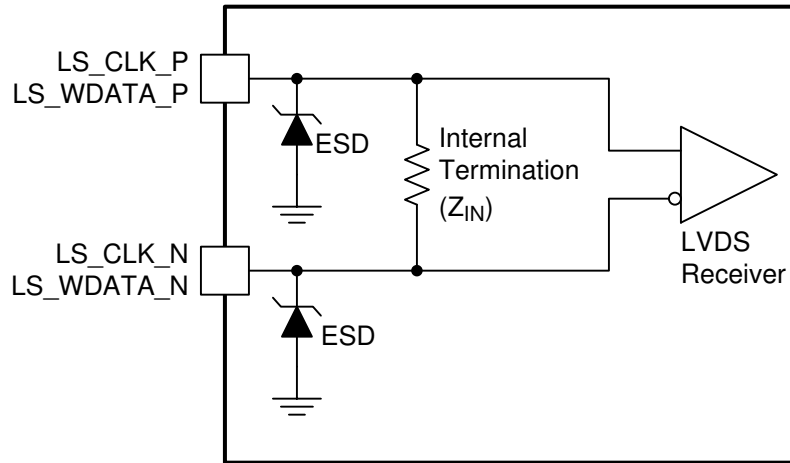 LS_CLK_P
LS_WDATA_P
ESD
Internal
Termination
(Z_IN)
LS_CLK_N
LS_WDATA_N
ESD
LVDS
Receiver